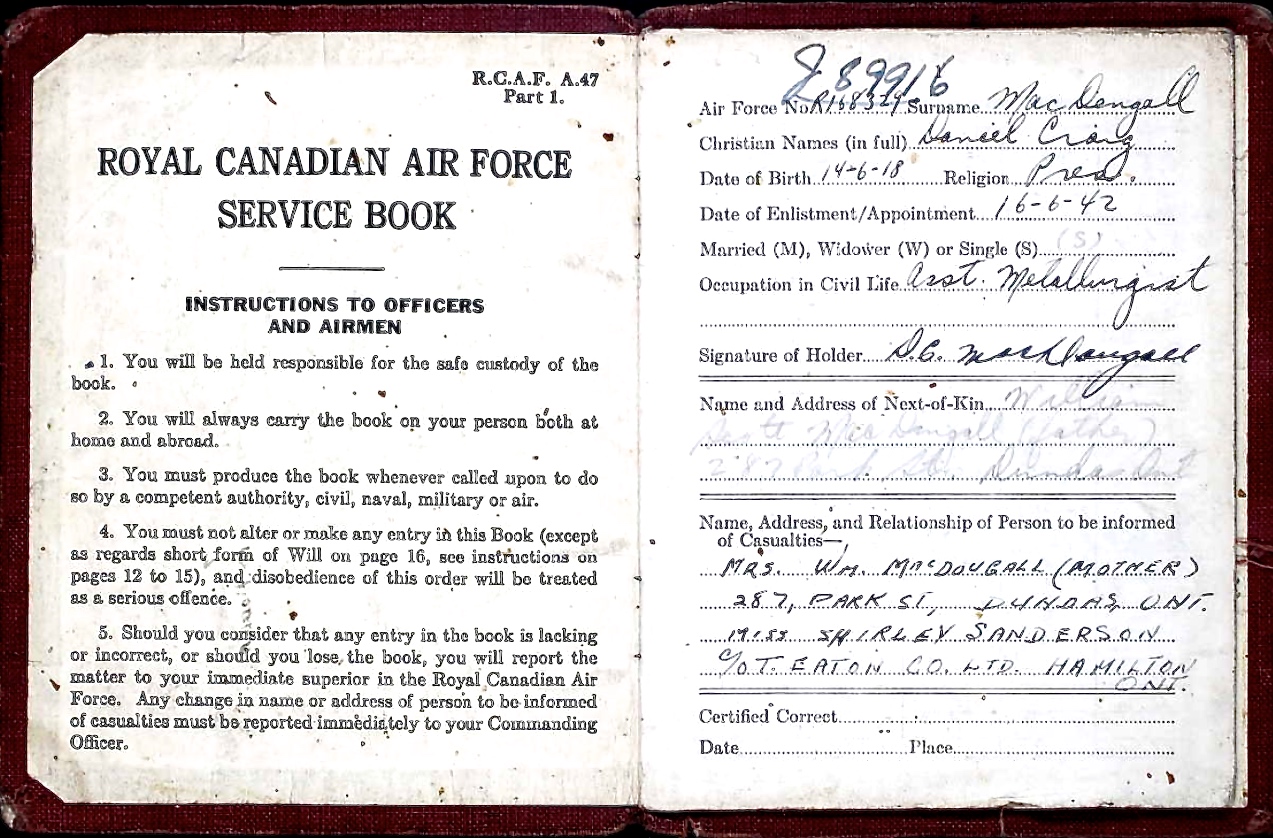 R.C.A.F. A.47
Part 1.
ROYAL CANADIAN AIR FORCE
SERVICE BOOK
INSTRUCTIONS TO OFFICERS
AND AIRMEN
1. You will be held responsible for the safe custody of the
book.
2. You will always carry the book on your person both at
home and abroad.
3. You must produce the book whenever called upon to do
so by a competent authority, civil, naval, military or air.
4. You must not alter or make any entry in this Book (except
as regards short form of Will on page 16, see instructions on
pages 12 to 15), and disobedience of this order will be treated
as a serious offence.
5. Should you consider that any entry in the book is lacking
or incorrect, or should you lose the book, you will report the
matter to your immediate superior in the Royal Canadian Air
Force. Any change in name or address of person to be informed
of casualties must be reported immediately to your Commanding
Officer.
J89916
Air Force No. R168327 Surname MacDougall
Christian Names (in full) Daniel Craig
Date of Birth 14-6-18 Religion Pres.
Date of Enlistment/Appointment 16-6-42
Married (M), Widower (W) or Single (S) (S)
Occupation in Civil Life Asst. Metallurgist
Signature of Holder D.C. MacDougall
Name and Address of Next-of-Kin William
Scott MacDougall (father)
287 Park St. Dundas Ont
Name, Address, and Relationship of Person to be informed
of Casualties—
MRS. WM. MACDOUGALL (MOTHER)
287, PARK ST, DUNDAS, ONT.
MISS SHIRLEY SANDERSON
C/O T. EATON CO. LTD. HAMILTON
ONT.
Certified Correct
Date Place